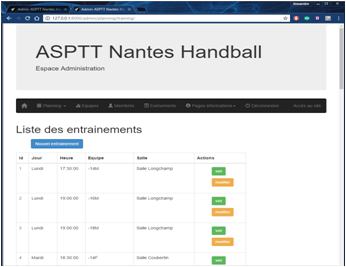 Admin ASPTT Nantes Ha
Admin ASPTT Nantes Ha
127.0.0.1:8000/admin/planning/training/
ASPTT Nantes Handball
Espace Administration
Planning Equipes Membres Evènements Pages informations Déconnexion Accès au site
Liste des entrainements
Nouvel entrainement
Id Jour Heure Equipe Salle Actions
1 Lundi 17:30:00 -14M Salle Longchamp voir
modifier
2 Lundi 19:00:00 -16M Salle Longchamp voir
modifier
3 Lundi 19:00:00 -18M Salle Longchamp voir
modifier
4 Mardi 18:30:00 -14F Salle Coubertin voir